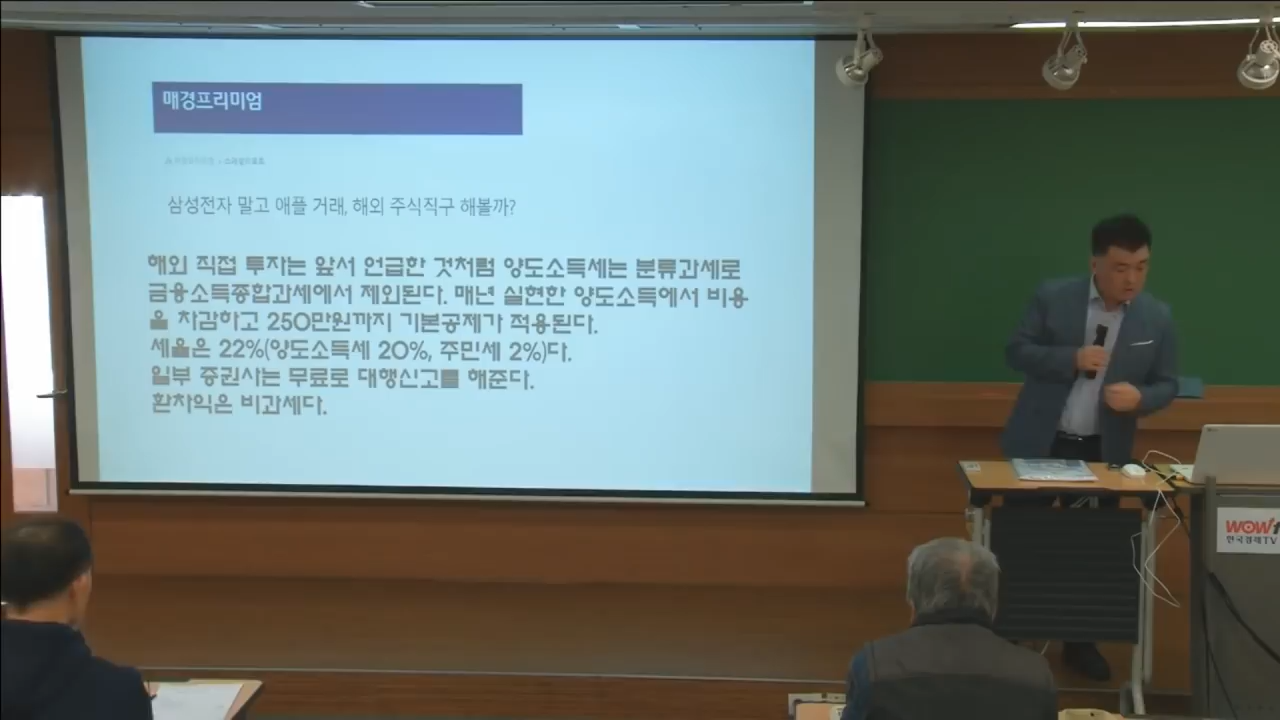 매경프리미엄
삼성전자 말고 애플 거래, 해외 주식직구 해볼까?
해외 직접 투자는 앞서 언급한 것처럼 양도소득세는 분류과세로
금융소득종합과세에서 제외된다. 매년 실현한 양도소득에서 비용
을 차감하고 250만원까지 기본공제가 적용된다.
세율은 22%(양도소득세 20%, 주민세 2%)다.
일부 증권사는 무료로 대행신고를 해준다.
환차익은 비과세다.
WOW
한국경제TV